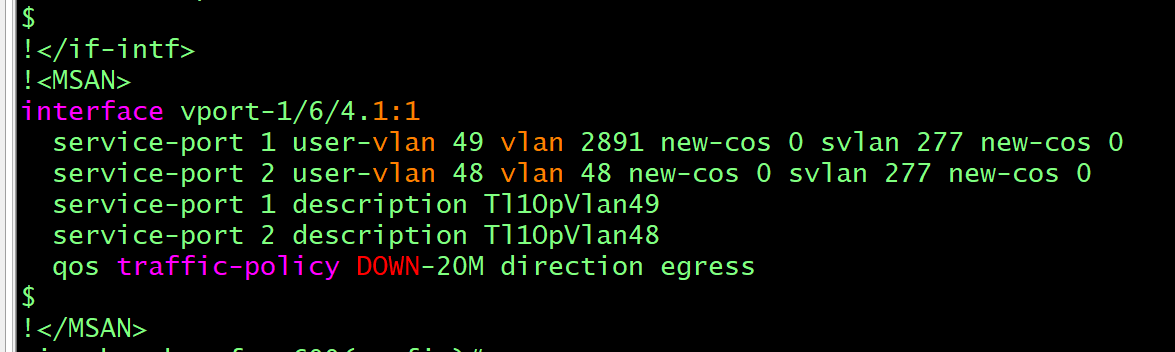 $
!</if-intf>
!<MSAN>
interface vport-1/6/4.1:1
  service-port 1 user-vlan 49 vlan 2891 new-cos 0 svlan 277 new-cos 0
  service-port 2 user-vlan 48 vlan 48 new-cos 0 svlan 277 new-cos 0
  service-port 1 description Tl1OpVlan49
  service-port 2 description Tl1OpVlan48
  qos traffic-policy DOWN-20M direction egress
$
!</MSAN>